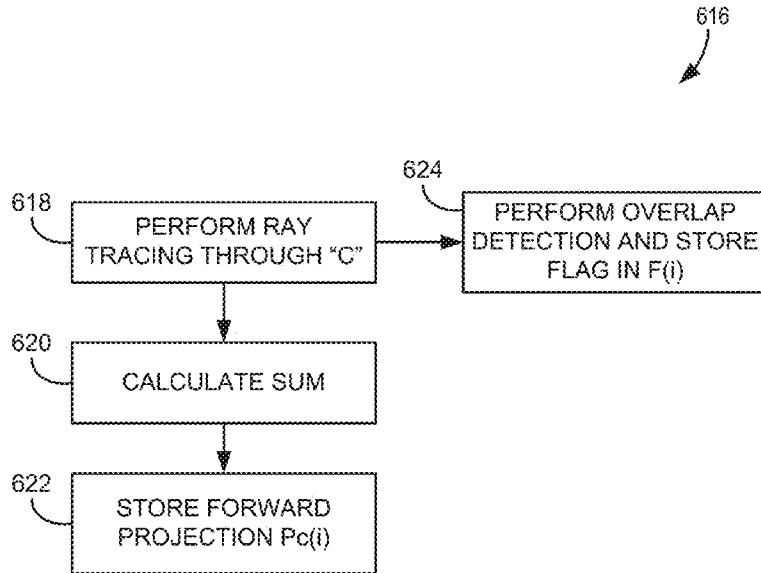 616
618
PERFORM RAY
TRACING THROUGH “C”
624
PERFORM OVERLAP
DETECTION AND STORE
FLAG IN F(i)
620
CALCULATE SUM
622
STORE FORWARD
PROJECTION Pc(i)